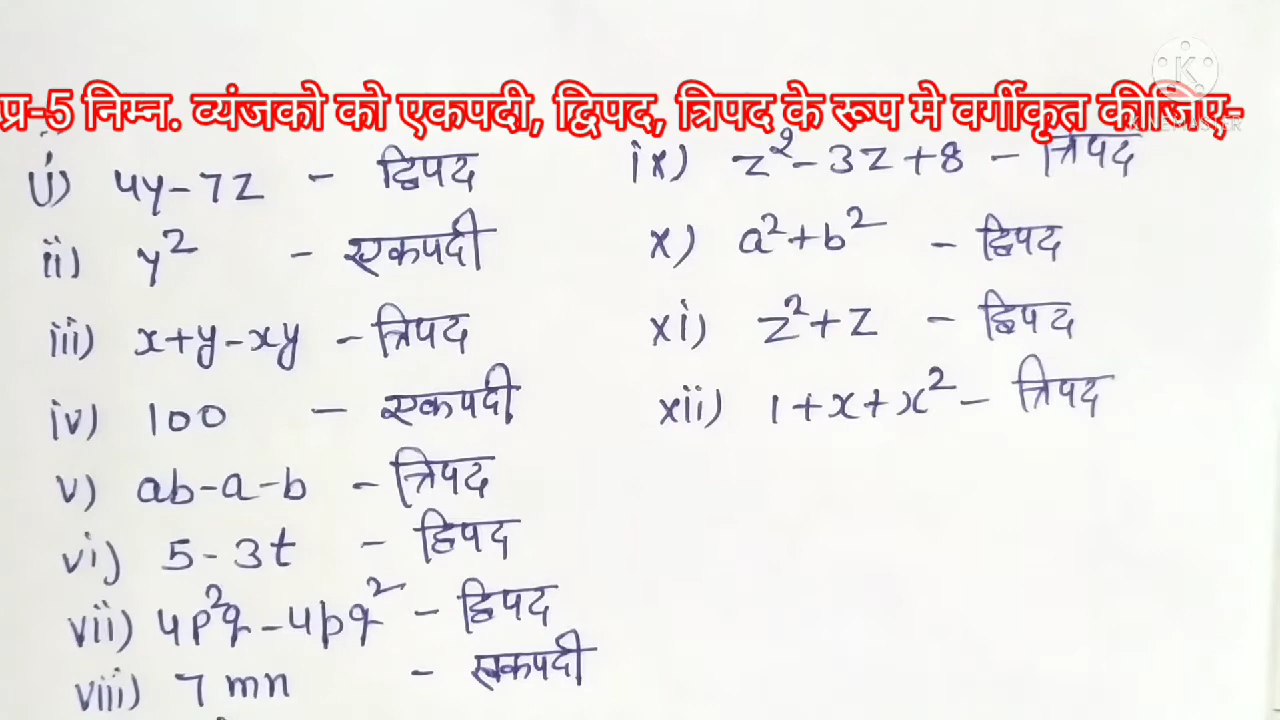 प्र-5 निम्न. व्यंजको को एकपदी, द्विपद, त्रिपद के रूप मे वर्गीकृत कीजिए-
i) 4y-7z - द्विपद
ii) y² - एकपदी
iii) x+y-xy - त्रिपद
iv) 100 - एकपदी
v) ab-a-b - त्रिपद
vi) 5-3t - द्विपद
vii) 4p²q-4pq² - द्विपद
viii) 7mn - एकपदी
ix) z²-3z+8 - त्रिपद
x) a²+b² - द्विपद
xi) z²+z - द्विपद
xii) 1+x+x² - त्रिपद